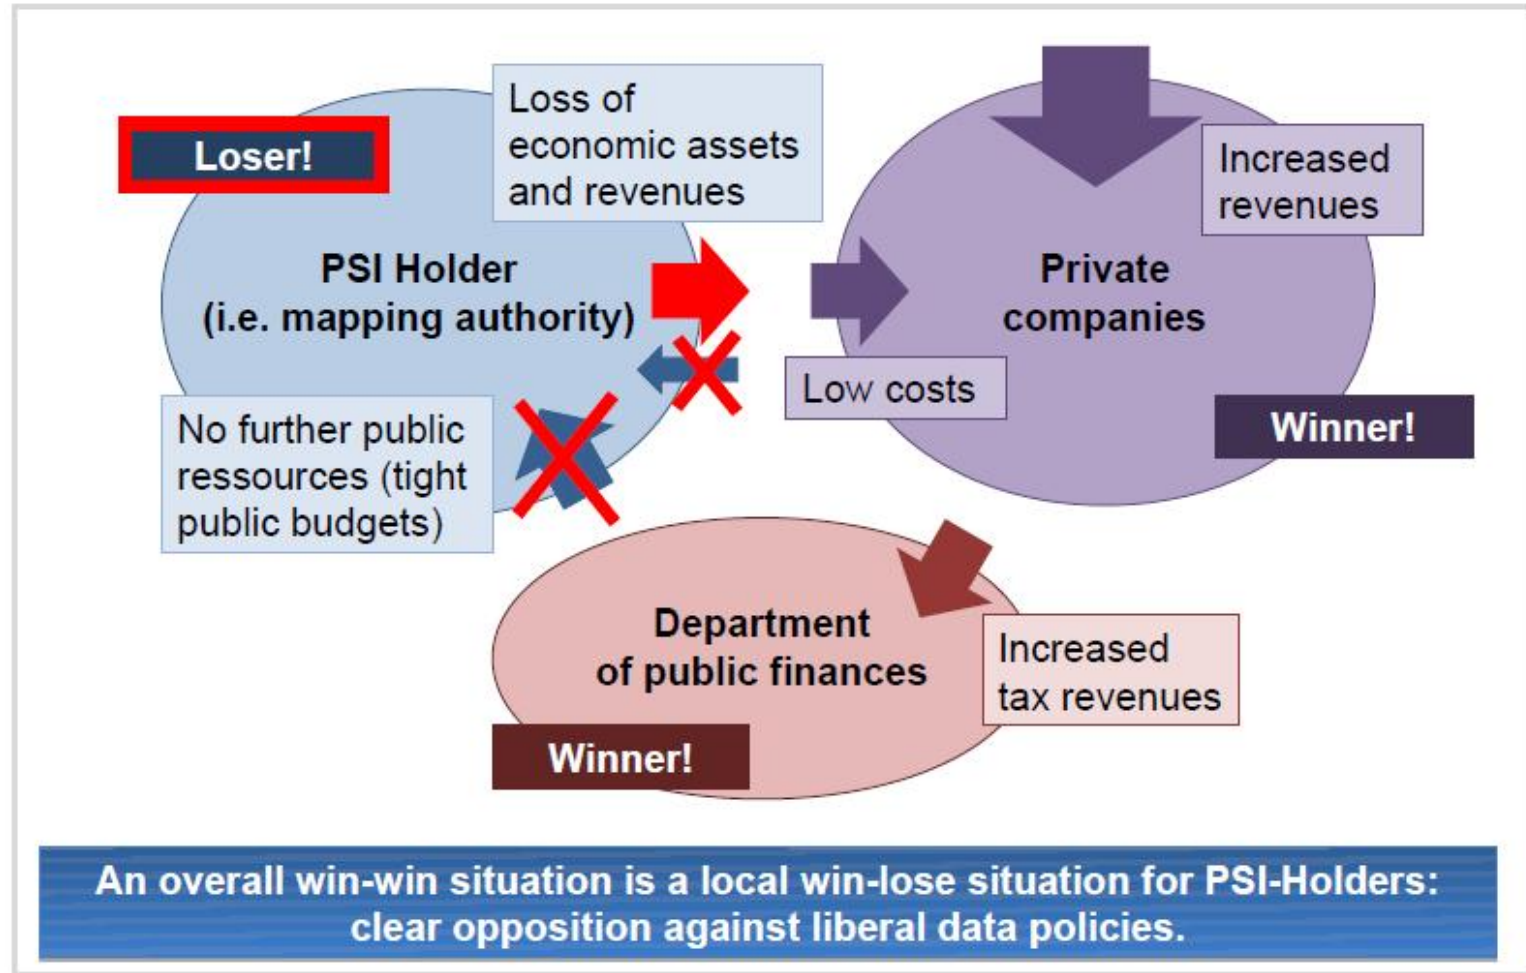 Loser!
Loss of
economic assets
and revenues
PSI Holder
(i.e. mapping authority)
No further public
ressources (tight
public budgets)
Increased
revenues
Private
companies
Low costs
Winner!
Department
of public finances
Increased
tax revenues
Winner!
An overall win-win situation is a local win-lose situation for PSI-Holders:
clear opposition against liberal data policies.